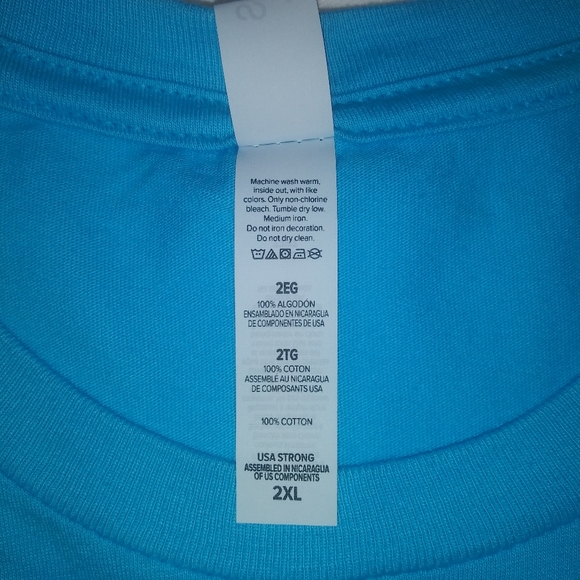 Machine wash warm,
inside out, with like
colors. Only non-chlorine
bleach. Tumble dry low.
Medium iron.
Do not iron decoration.
Do not dry clean.
2EG
100% ALGODÓN
ENSAMBLADO EN NICARAGUA
DE COMPONENTES DE USA
2TG
100% COTON
ASSEMBLÉ AU NICARAGUA
DE COMPOSANTS USA
100% COTTON
USA STRONG
ASSEMBLED IN NICARAGUA
OF US COMPONENTS
2XL